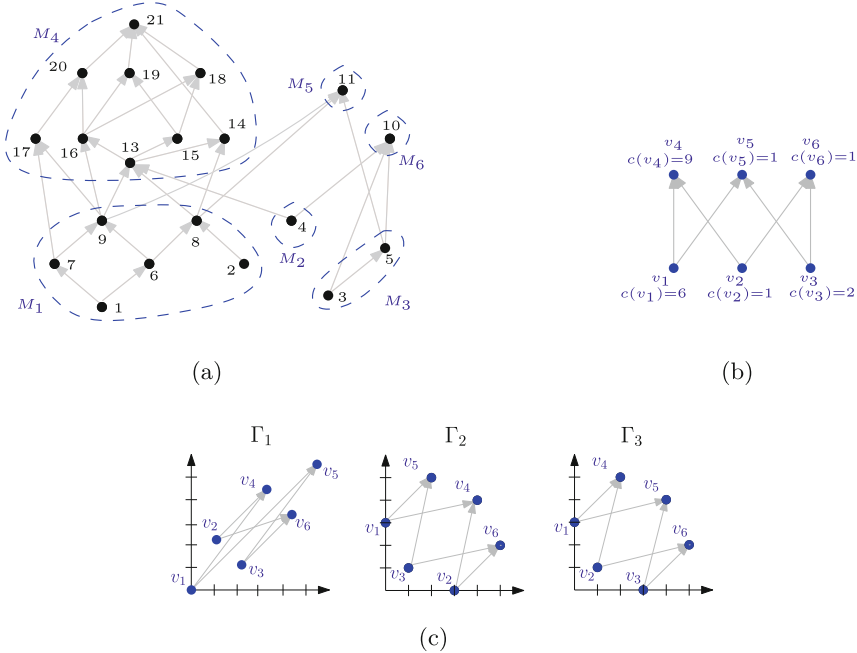 21
M4
20
19
18
M5
11
10
14
17
16
13
15
M6
9
8
4
7
6
2
M2
5
3
M1
1
M3
(a)
v4
v5
v6
c(v4)=9
c(v5)=1
c(v6)=1
v1
v2
v3
c(v1)=6
c(v2)=1
c(v3)=2
(b)
Γ1
v5
v4
v2
v6
v3
v1
Γ2
v5
v4
v1
v6
v3
v2
Γ3
v4
v5
v1
v6
v2
v3
(c)